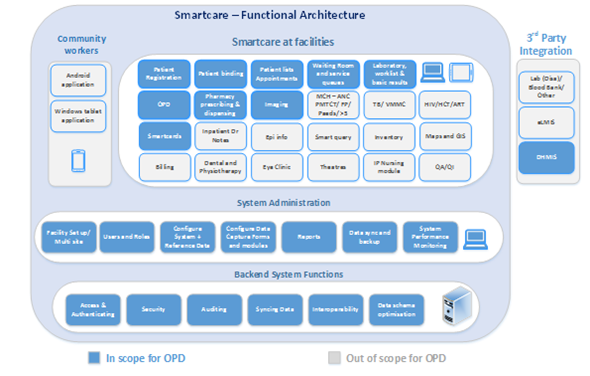 Smartcare – Functional Architecture
Community
workers
Android
application
Windows tablet
application
Smartcare at facilities
Patient
Registration
Patient binding
Patient lists
Appointments
Waiting Room
and service
queues
Laboratory,
worklist &
basic results
OPD
Pharmacy
prescribing &
dispensing
Imaging
MCH – ANC
PMTCT/ FP/
Paeds/ >5
TB/ VMMC
HIV/HCT/ART
Smartcards
Inpatient Dr
Notes
Epi info
Smart query
Inventory
Maps and GIS
Billing
Dental and
Physiotherapy
Eye Clinic
Theatres
IP Nursing
module
QA/QI
3rd Party
Integration
Lab (Disa)/
Blood Bank/
Other
eLMIS
DHMIS
System Administration
Facility Set up/
Multi site
Users and Roles
Configure
System +
Reference Data
Configure Data
Capture Forms
and modules
Reports
Data sync and
backup
System
Performance
Monitoring
Backend System Functions
Access &
Authenticating
Security
Auditing
Syncing Data
Interoperability
Data scheme
optimisation
In scope for OPD
Out of scope for OPD